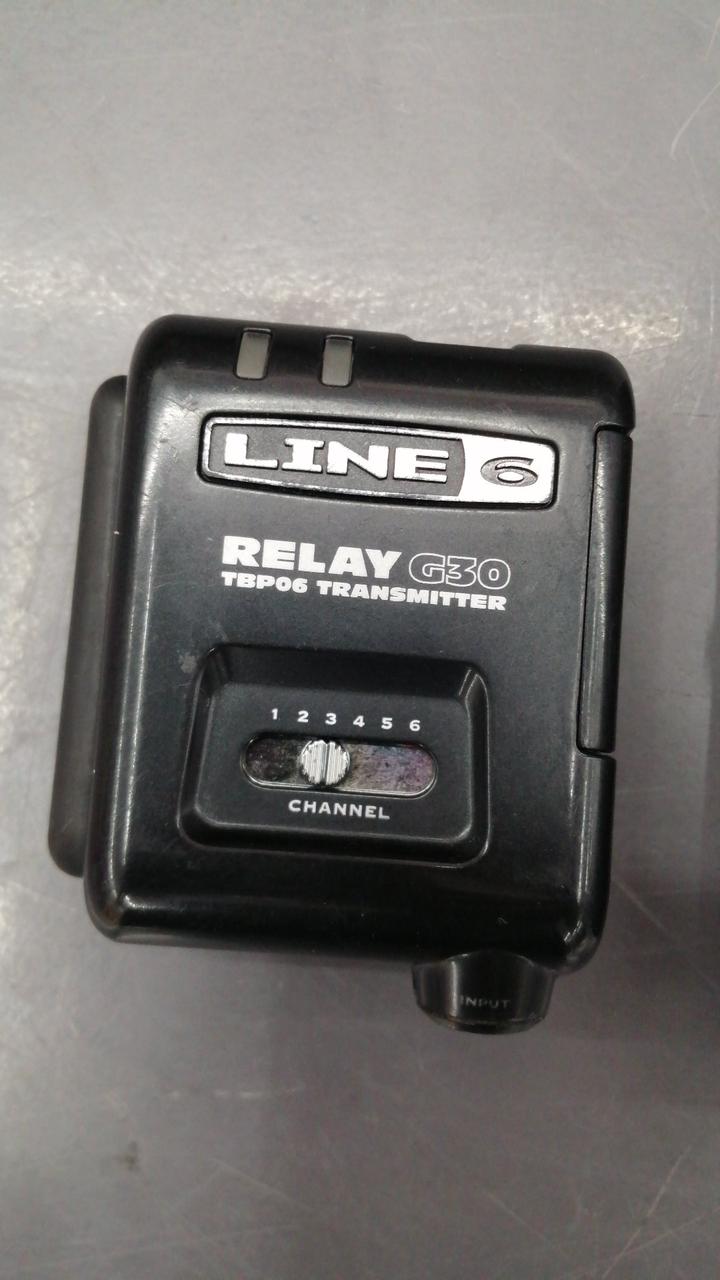 LINE 6
RELAY G30
TBP06 TRANSMITTER
1 2 3 4 5 6
CHANNEL
INPUT